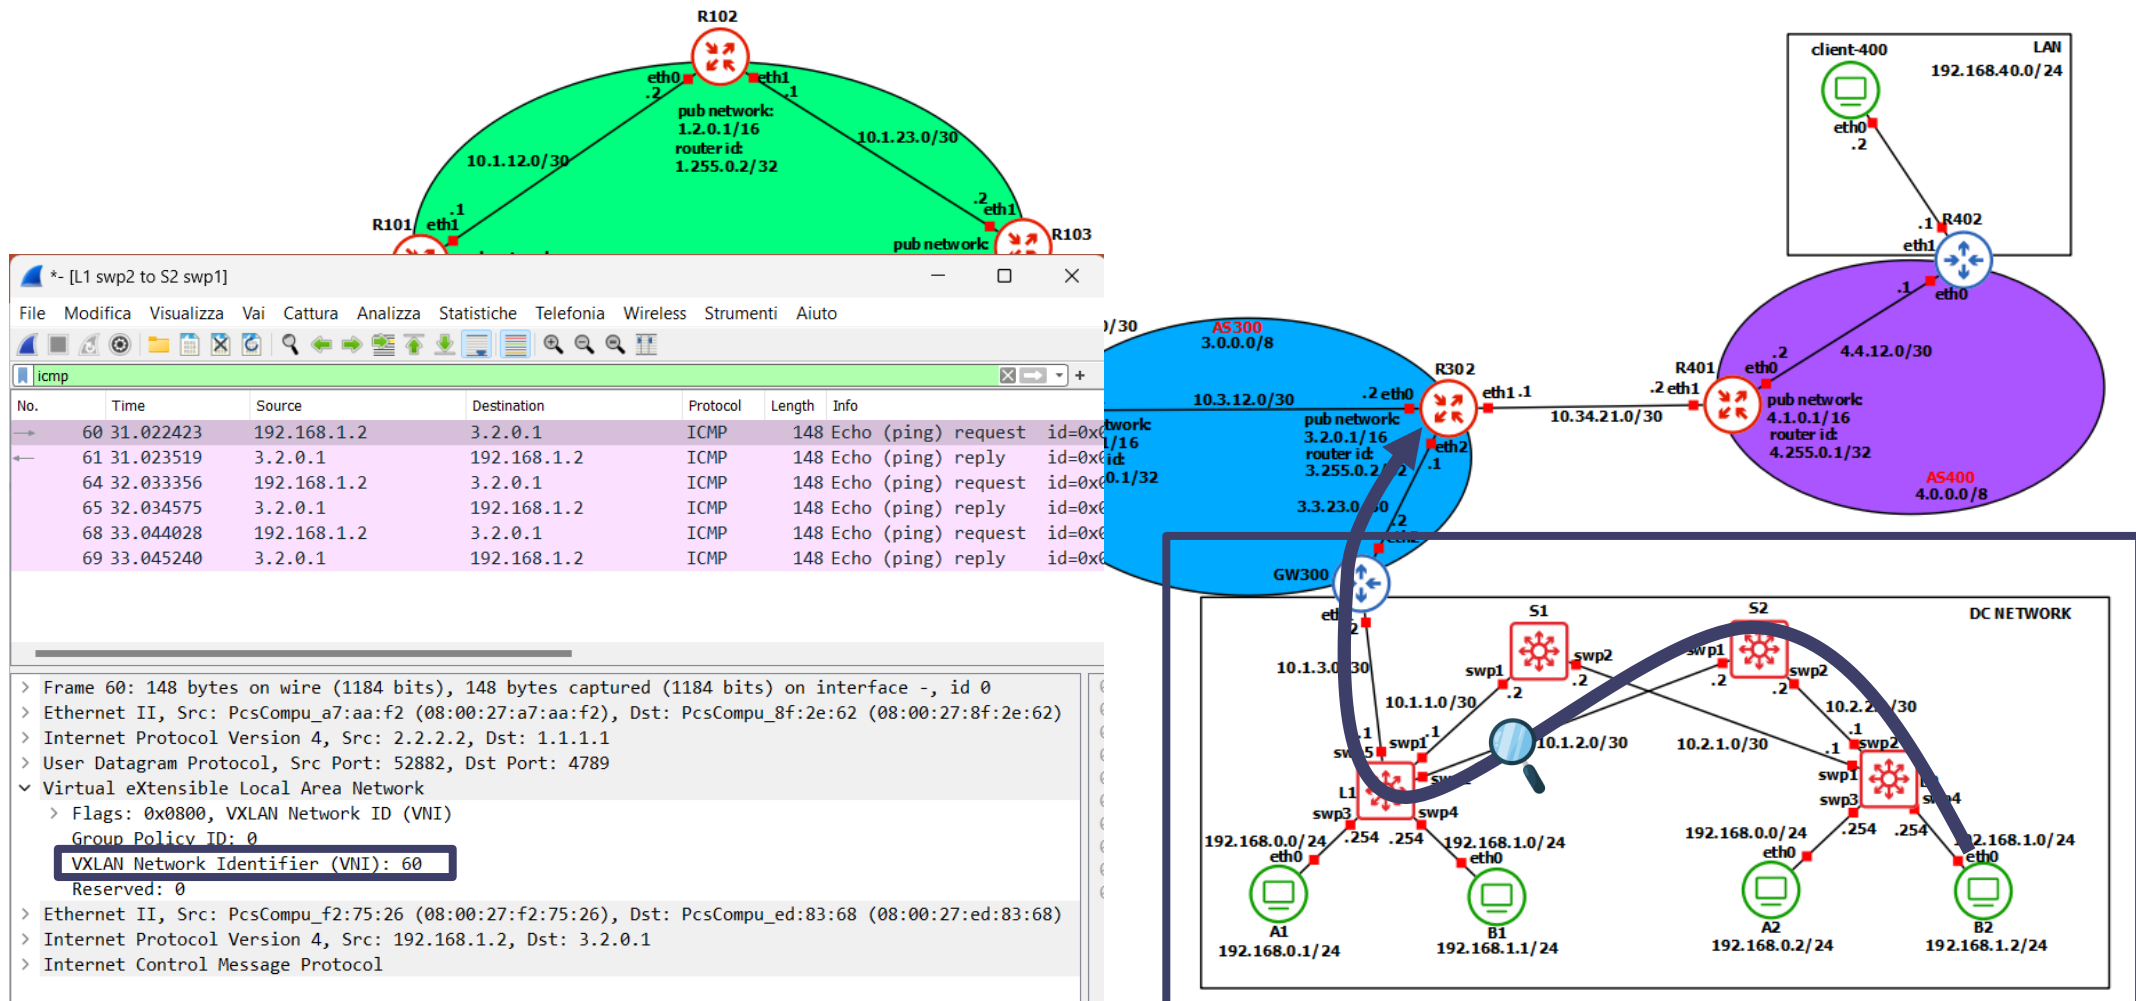 R102
eth0
.2
eth1
.1
pub network:
1.2.0.1/16
router id:
1.255.0.2/32
10.1.12.0/30
10.1.23.0/30
R101
eth1
.1
.2
eth1
R103
pub network:
client-400
LAN
192.168.40.0/24
eth0
.2
.1
R402
eth1
.1
eth0
*- [L1 swp2 to S2 swp1]
File Modifica Visualizza Vai Cattura Analizza Statistiche Telefonia Wireless Strumenti Aiuto
icmp
No. Time Source Destination Protocol Length Info
60 31.022423 192.168.1.2 3.2.0.1 ICMP 148 Echo (ping) request id=0x0
61 31.023519 3.2.0.1 192.168.1.2 ICMP 148 Echo (ping) reply id=0x0
64 32.033356 192.168.1.2 3.2.0.1 ICMP 148 Echo (ping) request id=0x0
65 32.034575 3.2.0.1 192.168.1.2 ICMP 148 Echo (ping) reply id=0x0
68 33.044028 192.168.1.2 3.2.0.1 ICMP 148 Echo (ping) request id=0x0
69 33.045240 3.2.0.1 192.168.1.2 ICMP 148 Echo (ping) reply id=0x0
Frame 60: 148 bytes on wire (1184 bits), 148 bytes captured (1184 bits) on interface -, id 0
Ethernet II, Src: PcsCompu_a7:aa:f2 (08:00:27:a7:aa:f2), Dst: PcsCompu_8f:2e:62 (08:00:27:8f:2e:62)
Internet Protocol Version 4, Src: 2.2.2.2, Dst: 1.1.1.1
User Datagram Protocol, Src Port: 52882, Dst Port: 4789
Virtual eXtensible Local Area Network
Flags: 0x0800, VXLAN Network ID (VNI)
Group Policy ID: 0
VXLAN Network Identifier (VNI): 60
Reserved: 0
Ethernet II, Src: PcsCompu_f2:75:26 (08:00:27:f2:75:26), Dst: PcsCompu_ed:83:68 (08:00:27:ed:83:68)
Internet Protocol Version 4, Src: 192.168.1.2, Dst: 3.2.0.1
Internet Control Message Protocol
/30
AS300
3.0.0.0/8
10.3.12.0/30
R302
.2 eth0
eth1 .1
pub network:
3.2.0.1/16
router id:
eth2
.1
/16
id:
0.1/32
.2
10.34.21.0/30
R401
.2 eth1
eth0
.2
4.4.12.0/30
pub network:
4.1.0.1/16
router id:
4.255.0.1/32
AS400
4.0.0.0/8
GW300
DC NETWORK
S1
S2
swp1
.2
swp2
.2
swp1
.2
swp2
.2
10.1.1.0/30
10.1.2.0/30
10.2.1.0/30
.1
swp1
.1
L1
swp3
.254
.254
swp4
.1
swp2
.1
swp1
swp3
.254
.254
192.168.0.0/24
eth0
192.168.1.0/24
eth0
192.168.0.0/24
eth0
eth0
A1
192.168.0.1/24
B1
192.168.1.1/24
A2
192.168.0.2/24
B2
192.168.1.2/24